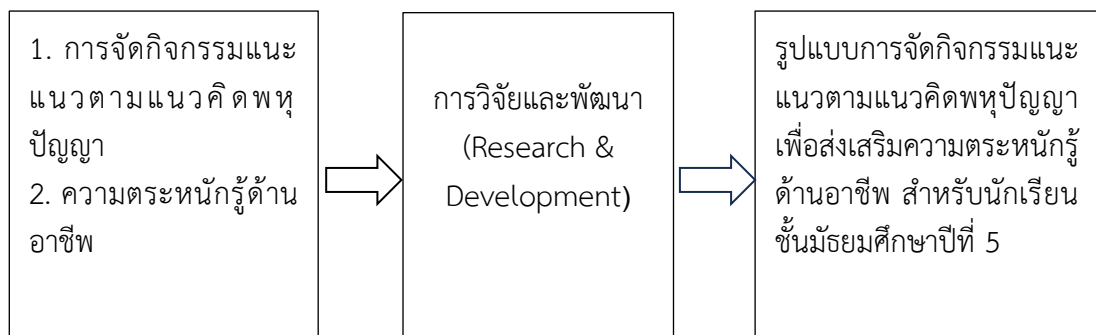 1. การจัดกิจกรรมแนะ
แนวตามแนวคิดพหุ
ปัญญา
2. ความตระหนักรู้ด้าน
อาชีพ
การวิจัยและพัฒนา
(Research &
Development)
รูปแบบการจัดกิจกรรมแนะ
แนวตามแนวคิดพหุปัญญา
เพื่อส่งเสริมความตระหนักรู้
ด้านอาชีพ สำหรับนักเรียน
ชั้นมัธยมศึกษาปีที่ 5